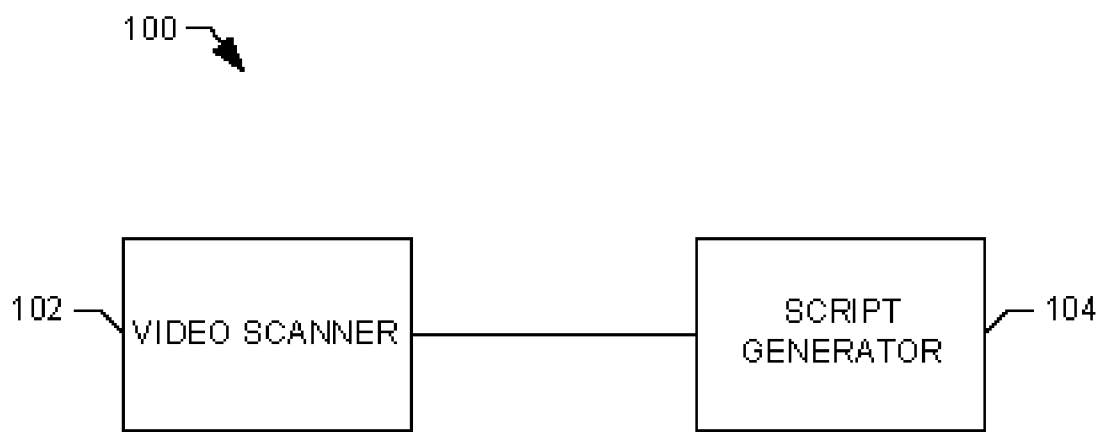 100
102
VIDEO SCANNER
SCRIPT
GENERATOR
104